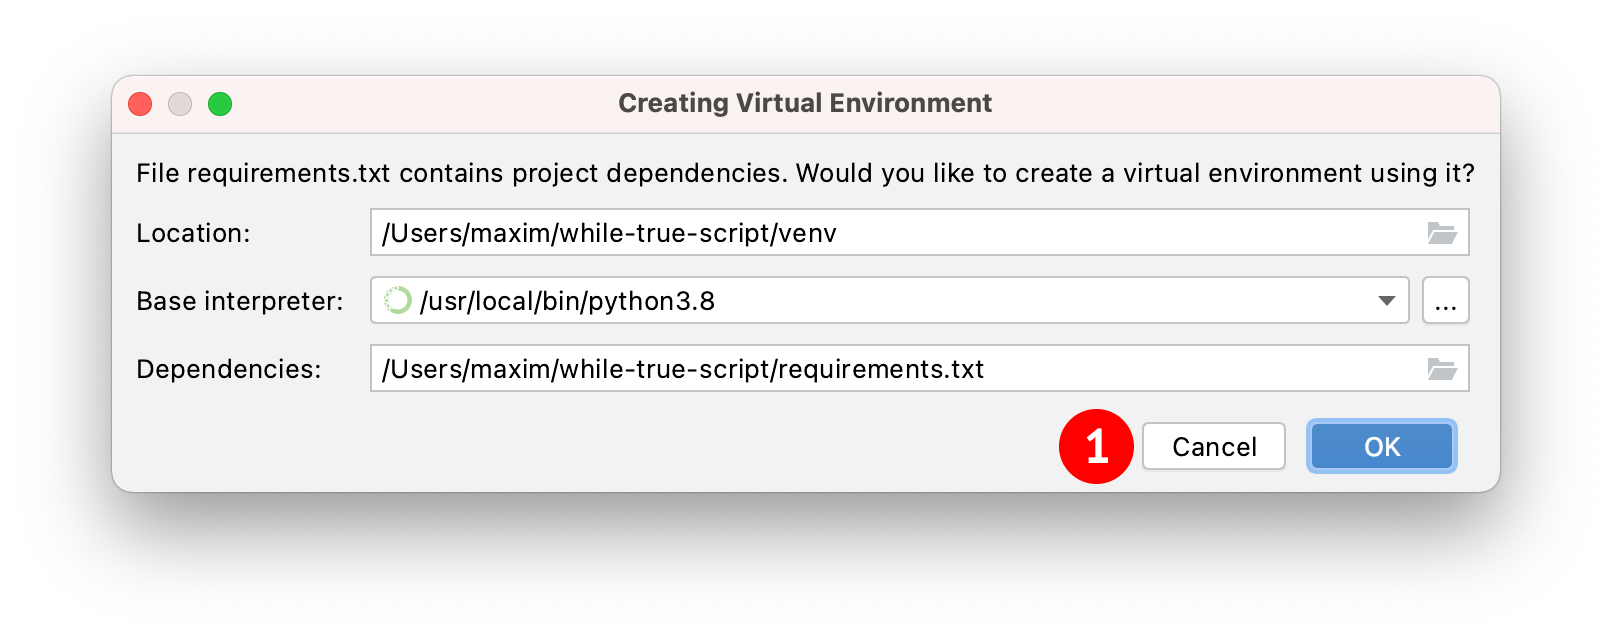 Creating Virtual Environment
File requirements.txt contains project dependencies. Would you like to create a virtual environment using it?
Location: /Users/maxim/while-true-script/venv
Base interpreter: /usr/local/bin/python3.8 ...
Dependencies: /Users/maxim/while-true-script/requirements.txt
1 Cancel OK